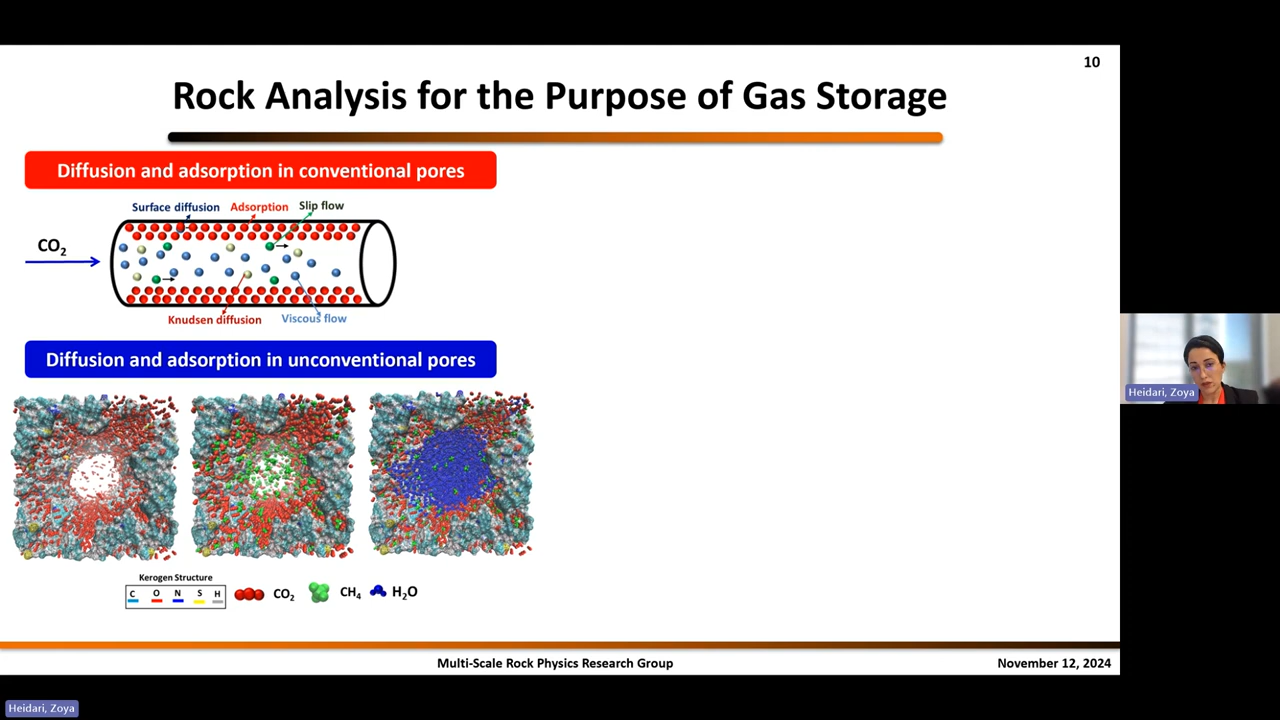 10
Rock Analysis for the Purpose of Gas Storage
Diffusion and adsorption in conventional pores
Surface diffusion Adsorption Slip flow
CO₂
Knudsen diffusion Viscous flow
Diffusion and adsorption in unconventional pores
Kerogen Structure
C O N S H
CO₂ CH₄ H₂O
Heidari, Zoya
Multi-Scale Rock Physics Research Group
November 12, 2024
Heidari, Zoya